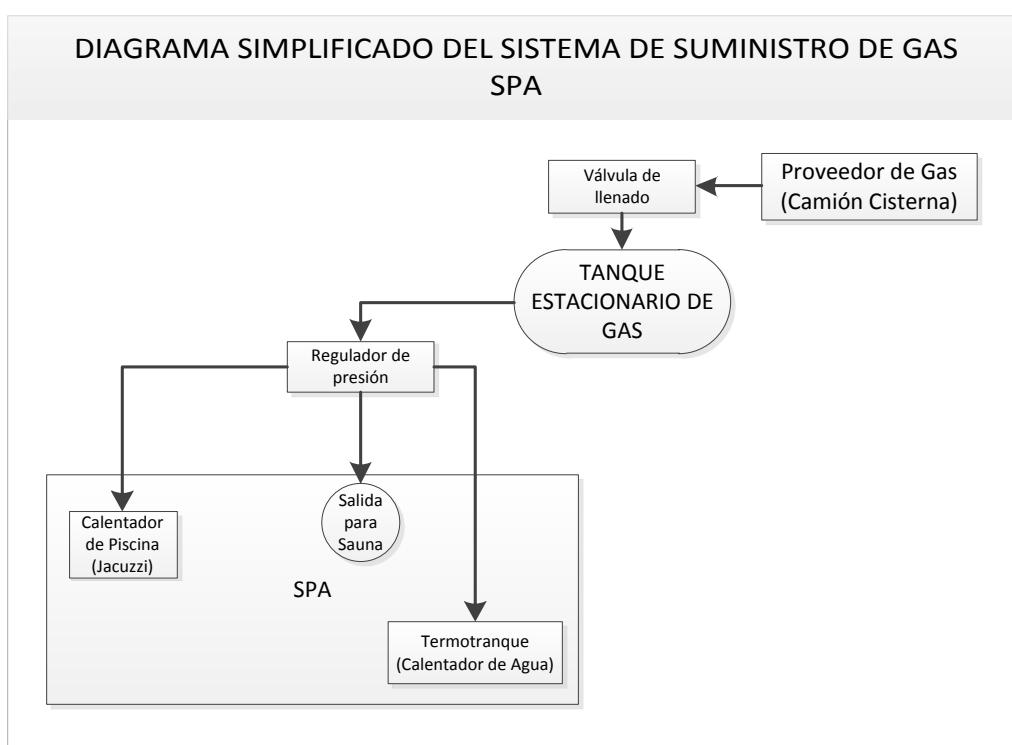 DIAGRAMA SIMPLIFICADO DEL SISTEMA DE SUMINISTRO DE GAS
SPA
Válvula de
llenado
Proveedor de Gas
(Camión Cisterna)
TANQUE
ESTACIONARIO DE
GAS
Regulador de
presión
Calentador
de Piscina
(Jacuzzi)
Salida
para
Sauna
SPA
Termotranque
(Calentador de Agua)